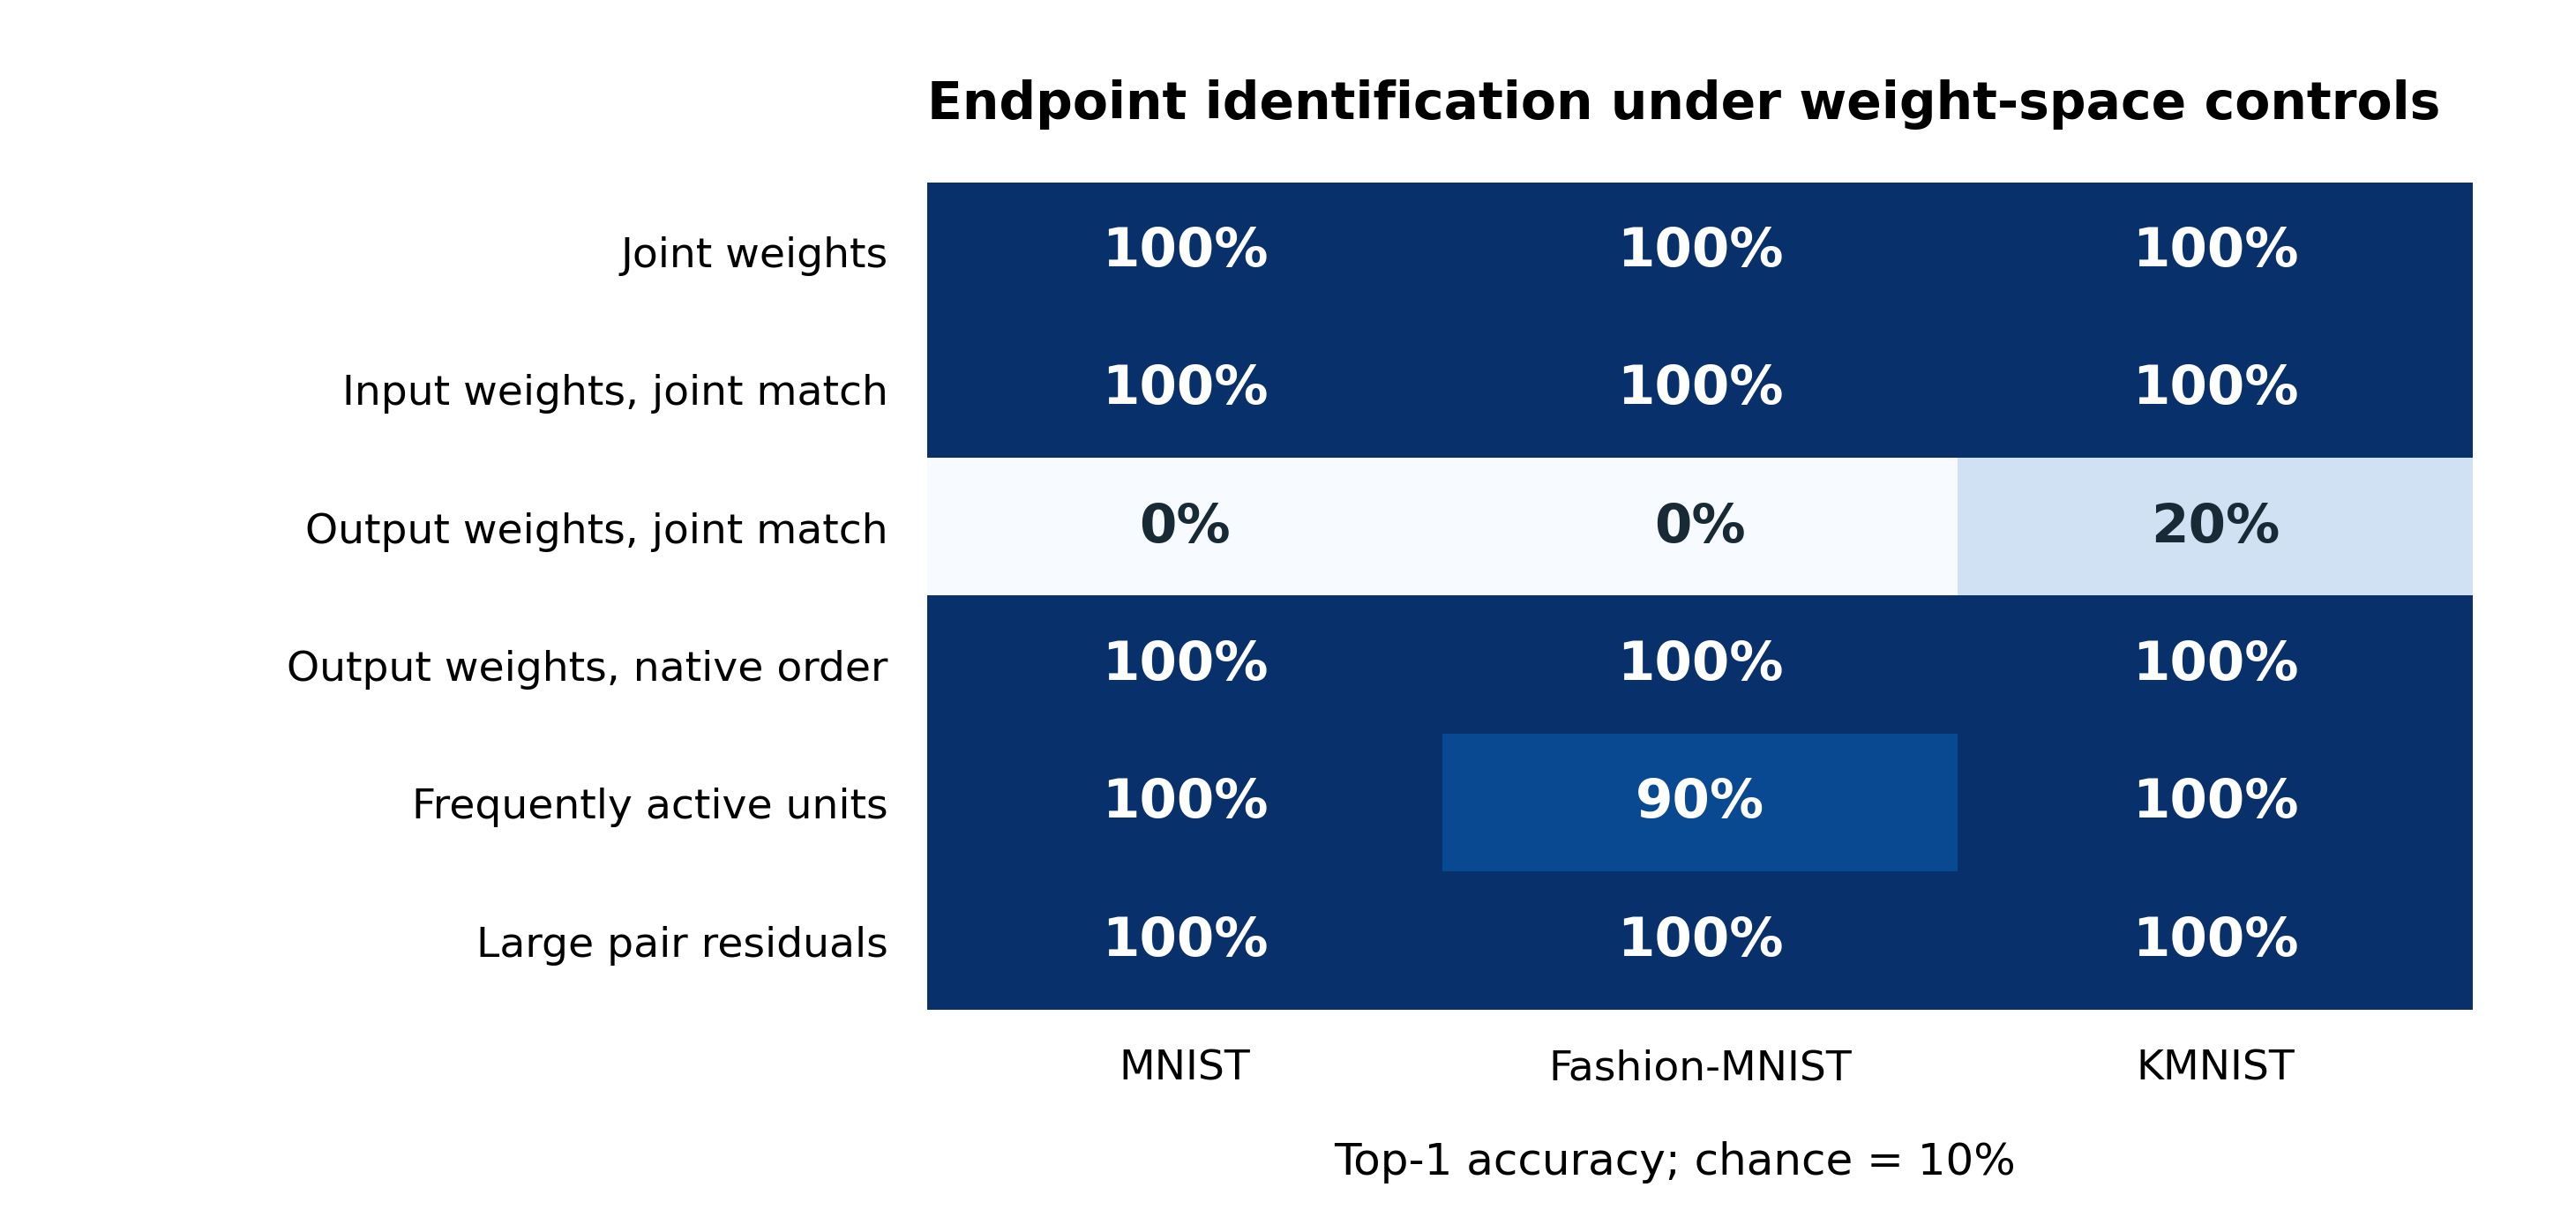 Endpoint identification under weight-space controls
Joint weights 100% 100% 100%
Input weights, joint match 100% 100% 100%
Output weights, joint match 0% 0% 20%
Output weights, native order 100% 100% 100%
Frequently active units 100% 90% 100%
Large pair residuals 100% 100% 100%
MNIST Fashion-MNIST KMNIST
Top-1 accuracy; chance = 10%